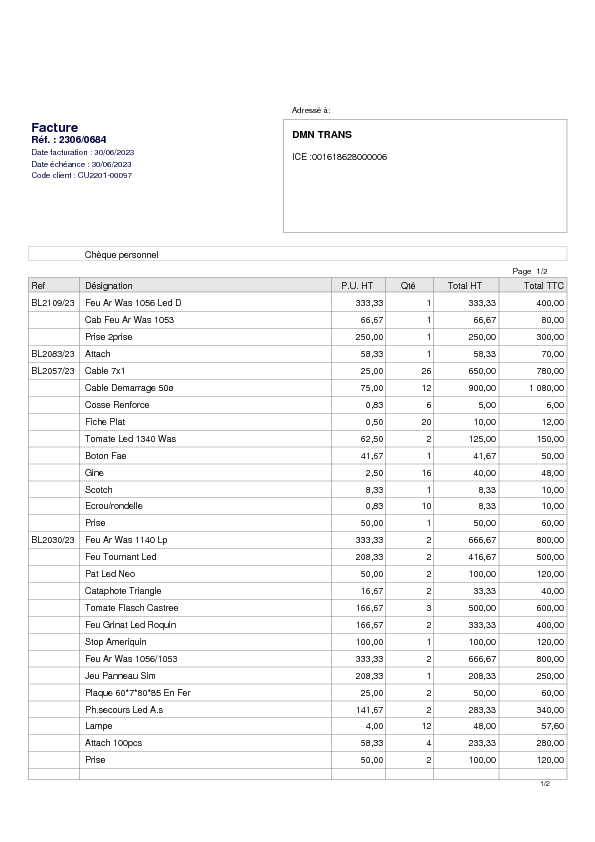 Adressé à:
Facture
Réf. : 2306/0684
Date facturation : 30/06/2023
Date échéance : 30/06/2023
Code client : CU2201-00097
DMN TRANS
ICE :001618628000006
Chèque personnel
Page 1/2
Ref Désignation P.U. HT Qté Total HT Total TTC
BL2109/23 Feu Ar Was 1056 Led D 333,33 1 333,33 400,00
Cab Feu Ar Was 1053 66,67 1 66,67 80,00
Prise 2prise 250,00 1 250,00 300,00
BL2083/23 Attach 58,33 1 58,33 70,00
BL2057/23 Cable 7x1 25,00 26 650,00 780,00
Cable Demarrage 50ø 75,00 12 900,00 1 080,00
Cosse Renforce 0,83 6 5,00 6,00
Fiche Plat 0,50 20 10,00 12,00
Tomate Led 1340 Was 62,50 2 125,00 150,00
Boton Fae 41,67 1 41,67 50,00
Gine 2,50 16 40,00 48,00
Scotch 8,33 1 8,33 10,00
Ecrou/rondelle 0,83 10 8,33 10,00
Prise 50,00 1 50,00 60,00
BL2030/23 Feu Ar Was 1140 Lp 333,33 2 666,67 800,00
Feu Tournant Led 208,33 2 416,67 500,00
Pat Led Neo 50,00 2 100,00 120,00
Cataphote Triangle 16,67 2 33,33 40,00
Tomate Flasch Castree 166,67 3 500,00 600,00
Feu Grinat Led Roquin 166,67 2 333,33 400,00
Stop Ameriquin 100,00 1 100,00 120,00
Feu Ar Was 1056/1053 333,33 2 666,67 800,00
Jeu Panneau Sim 208,33 1 208,33 250,00
Plaque 60*7*80*85 En Fer 25,00 2 50,00 60,00
Ph.secours Led A.s 141,67 2 283,33 340,00
Lampe 4,00 12 48,00 57,60
Attach 100pcs 58,33 4 233,33 280,00
Prise 50,00 2 100,00 120,00
1/2